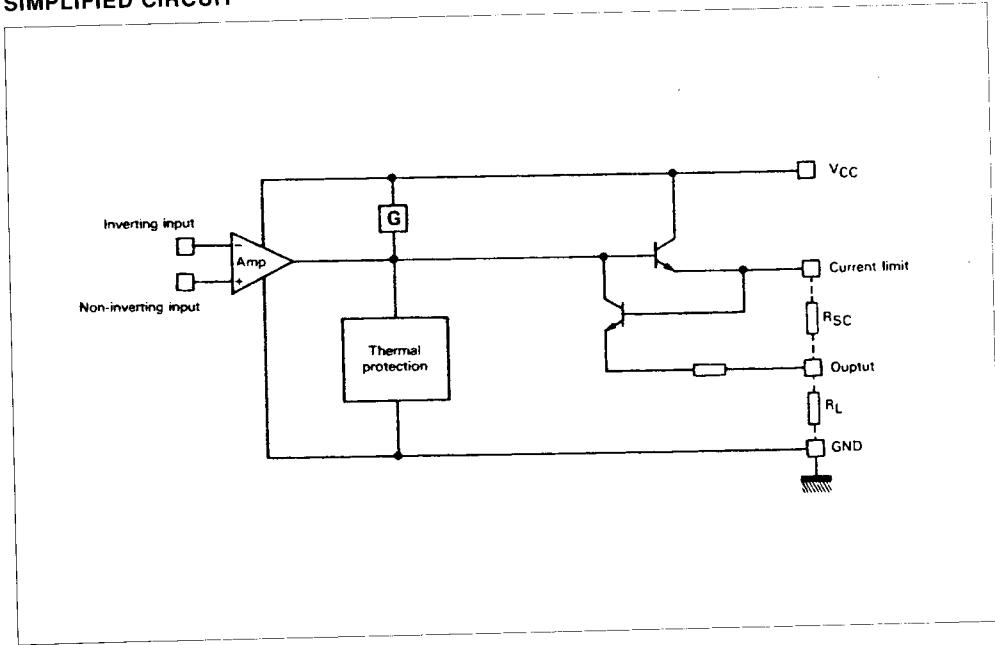 SIMPLIFIED CIRCUIT
VCC
G
Inverting input
−
Amp
+
Non-inverting input
Current limit
RSC
Thermal
protection
Ouptut
RL
GND